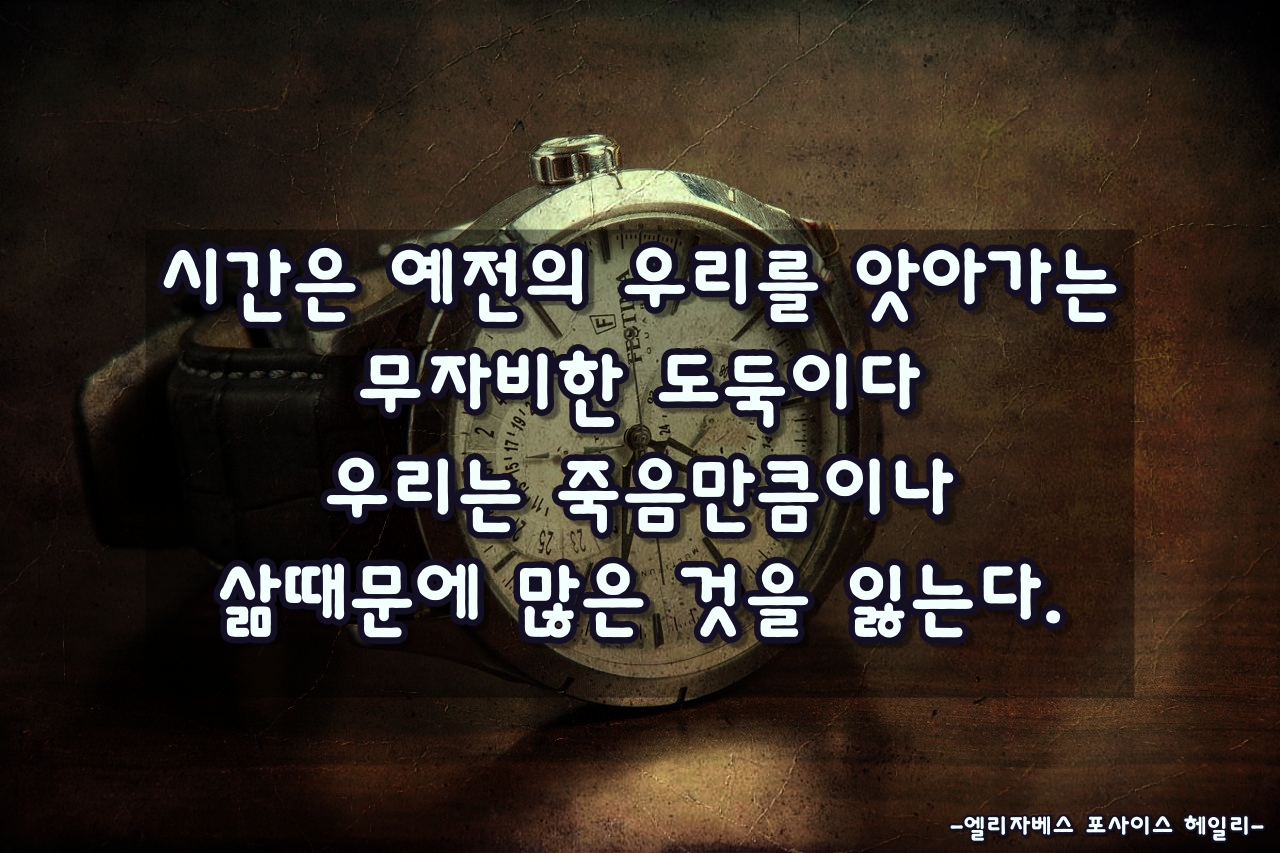 시간은 예전의 우리를 앗아가는
무자비한 도둑이다
우리는 죽음만큼이나
삶때문에 많은 것을 잃는다.
-엘리자베스 포사이스 헤일리-
FESTINA
F